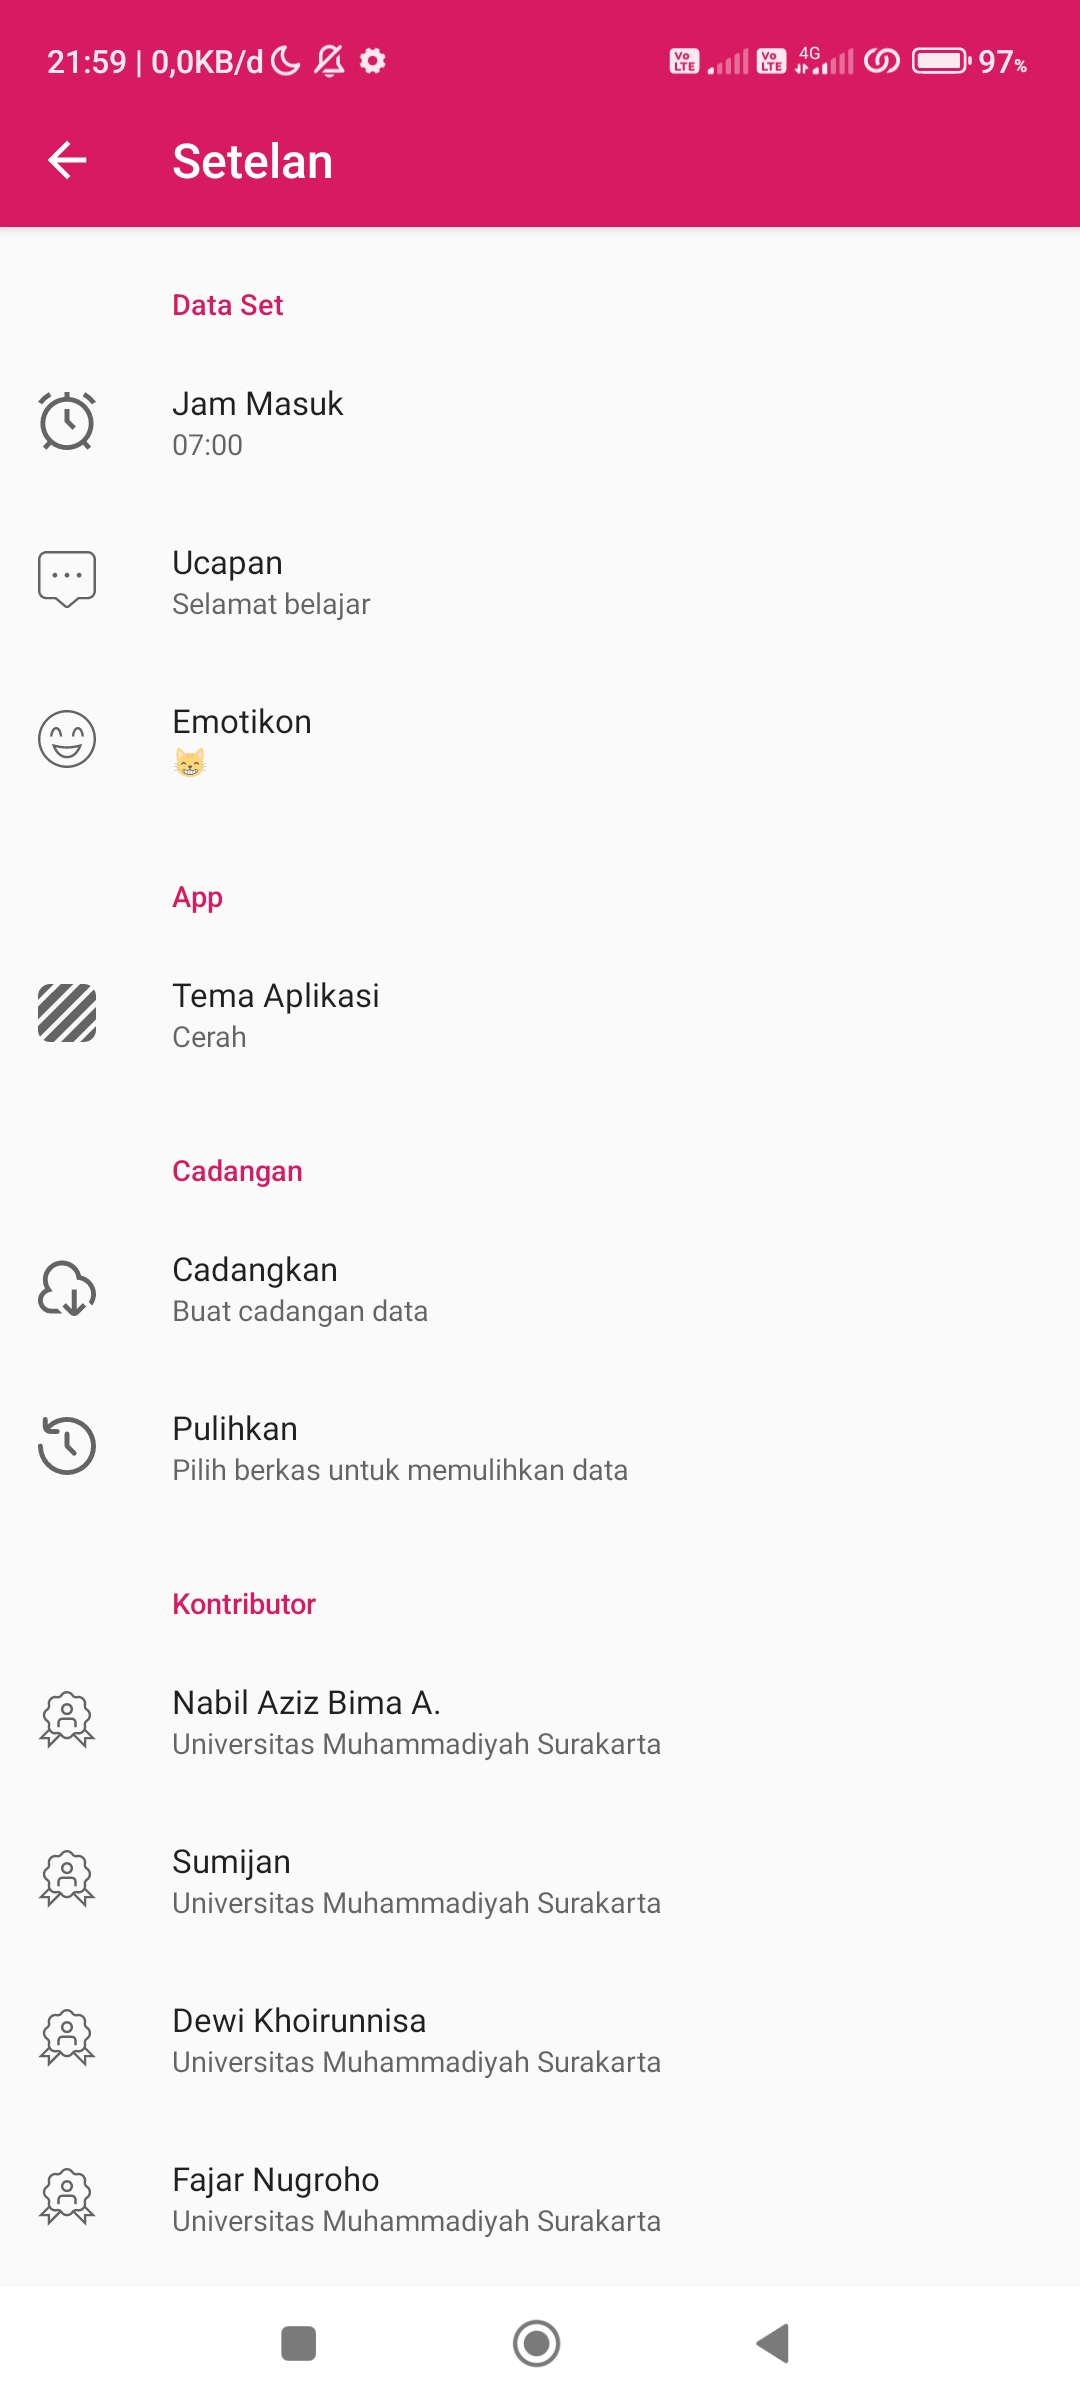 21:59 | 0,0KB/d
Vo LTE Vo LTE 4G 97%
Setelan
Data Set
Jam Masuk
07:00
Ucapan
Selamat belajar
Emotikon
😸
App
Tema Aplikasi
Cerah
Cadangan
Cadangkan
Buat cadangan data
Pulihkan
Pilih berkas untuk memulihkan data
Kontributor
Nabil Aziz Bima A.
Universitas Muhammadiyah Surakarta
Sumijan
Universitas Muhammadiyah Surakarta
Dewi Khoirunnisa
Universitas Muhammadiyah Surakarta
Fajar Nugroho
Universitas Muhammadiyah Surakarta